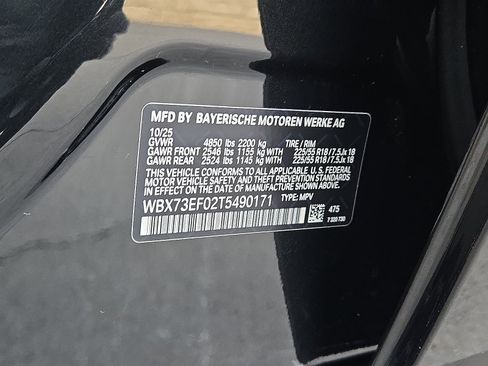 MFD BY BAYERISCHE MOTOREN WERKE AG
10/25
GVWR 4850 lbs 2200 kg TIRE / RIM
GAWR FRONT 2546 lbs 1155 kg WITH 225/55 R18 / 7.5Jx 18
GAWR REAR 2524 lbs 1145 kg WITH 225/55 R18 / 7.5Jx 18
THIS VEHICLE CONFORMS TO ALL APPLICABLE U.S. FEDERAL
MOTOR VEHICLE SAFETY, BUMPER, AND THEFT PREVENTION STANDARDS
IN EFFECT ON THE DATE OF MANUFACTURE SHOWN ABOVE.
WBX73EF02T5490171 TYPE: MPV
475